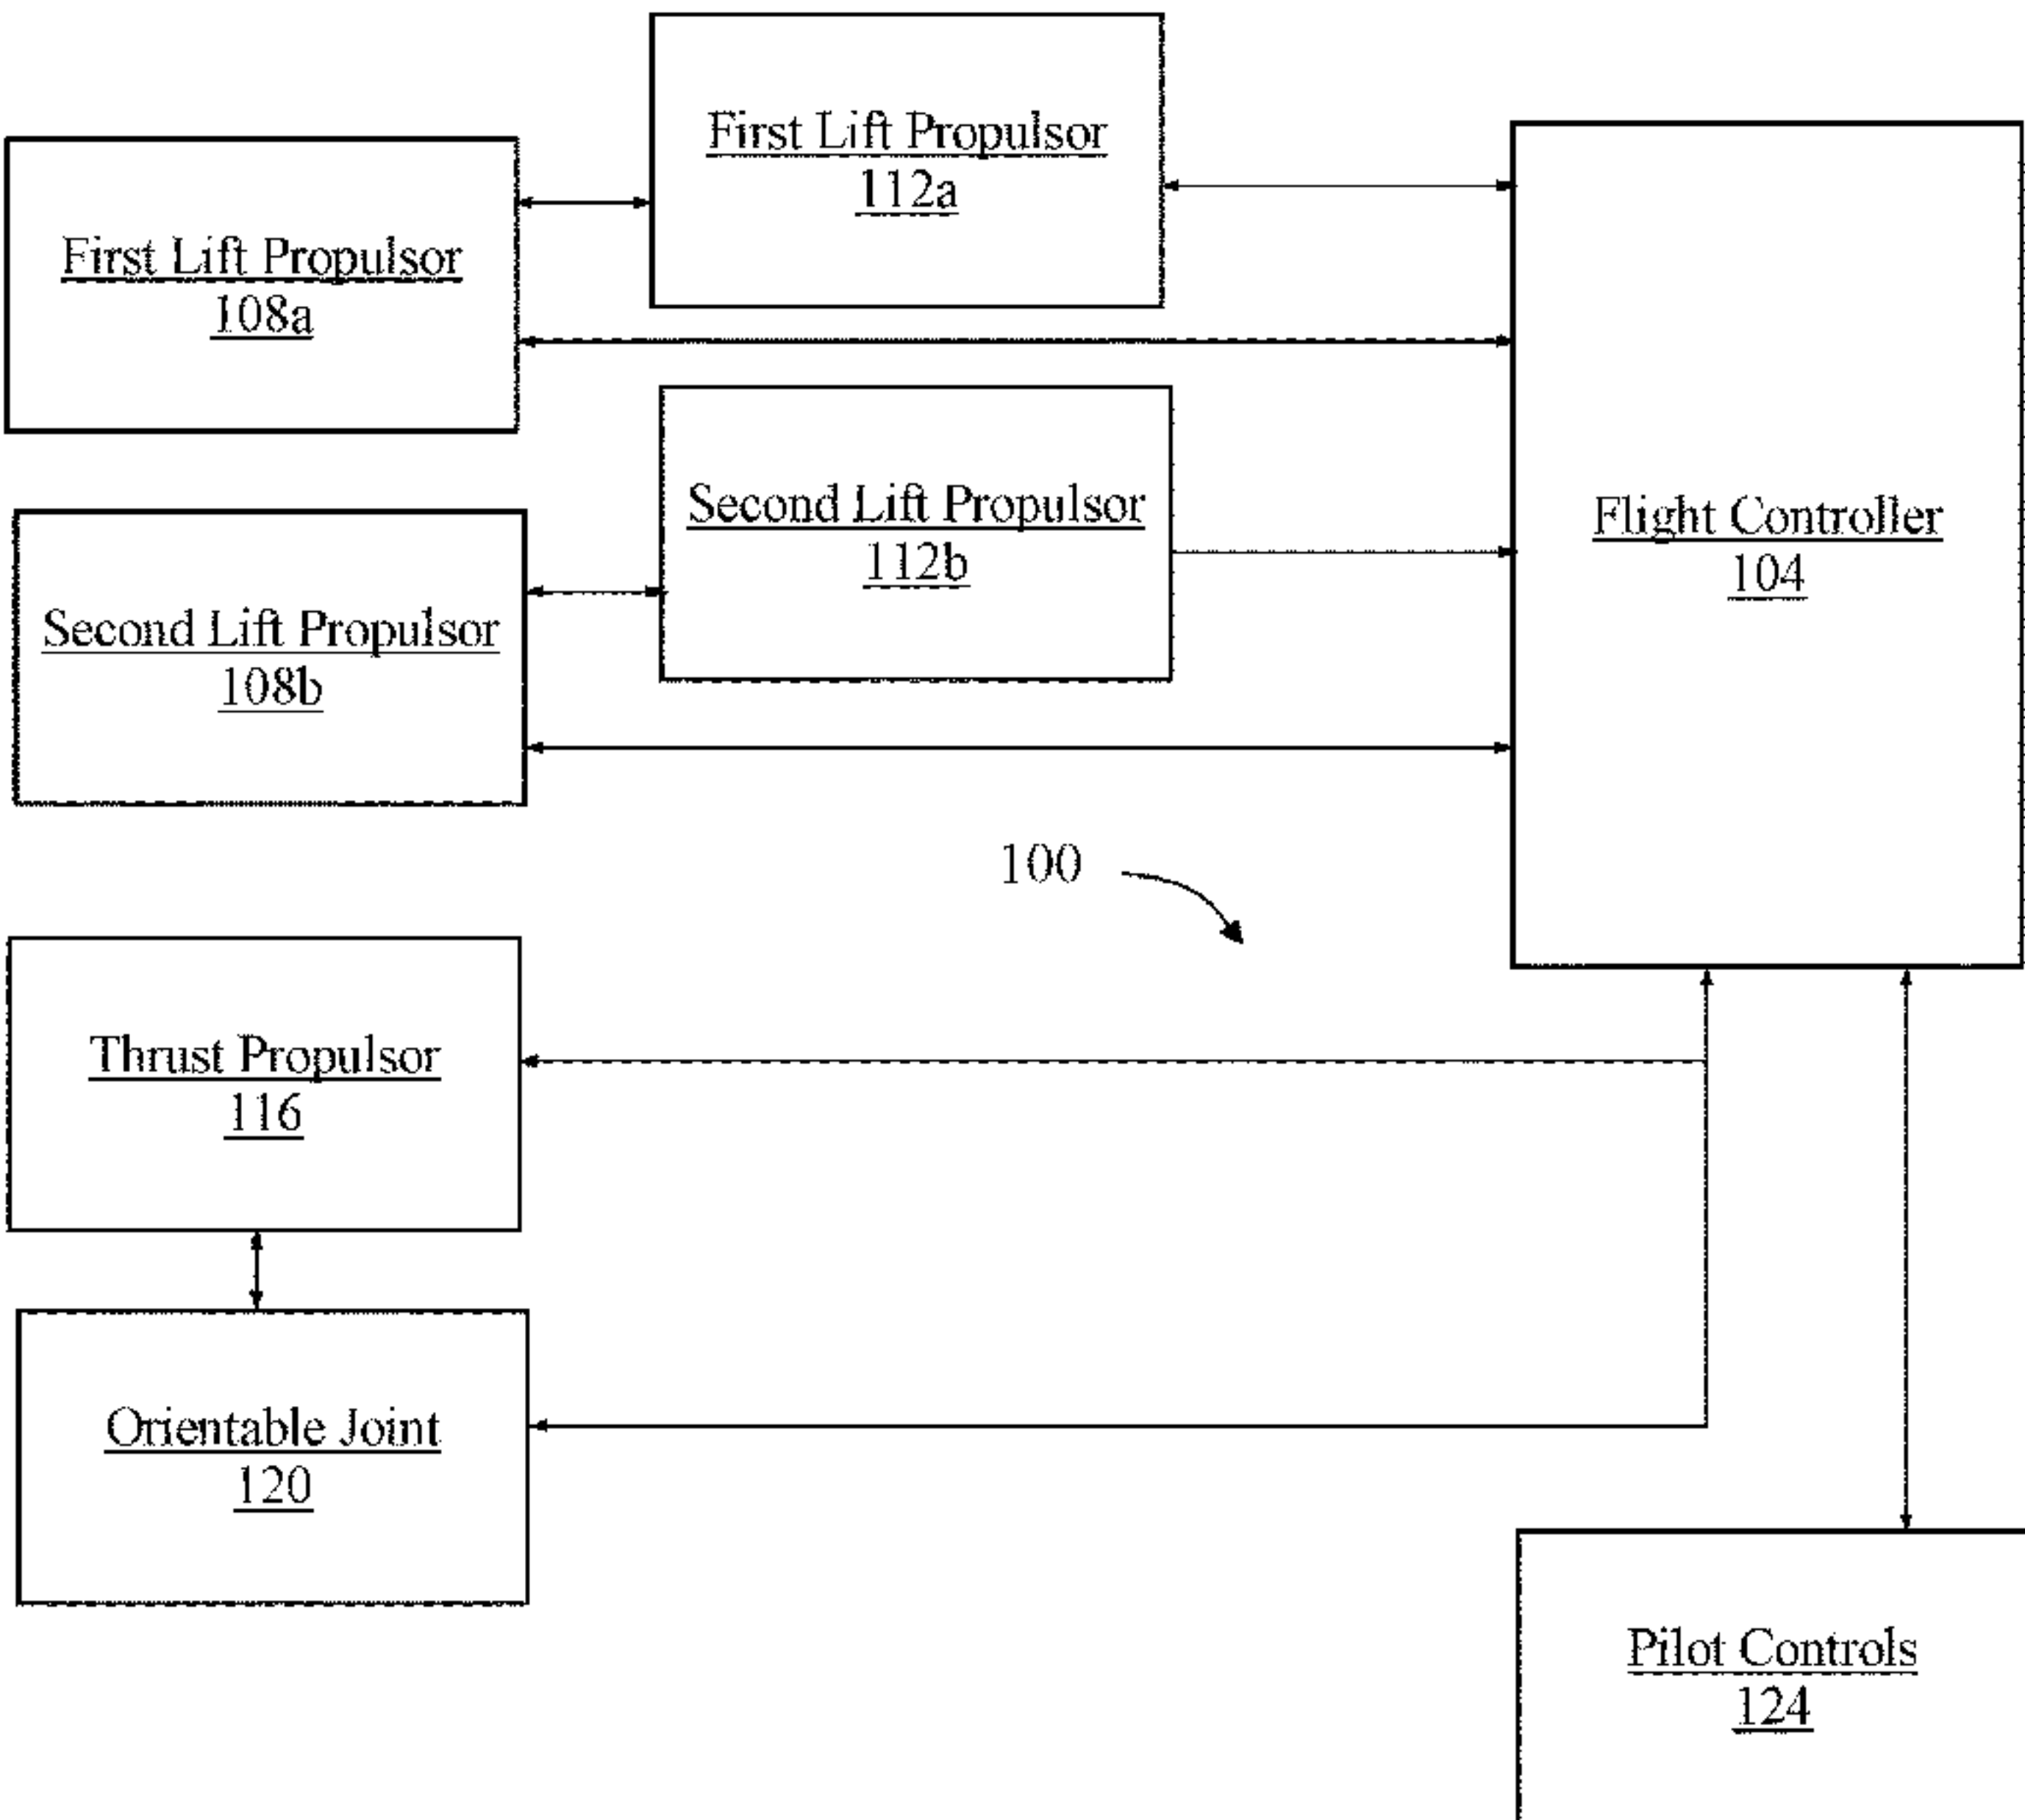 First Lift Propulsor
112a
First Lift Propulsor
108a
Second Lift Propulsor
112b
Flight Controller
104
Second Lift Propulsor
108b
100
Thrust Propulsor
116
Orientable Joint
120
Pilot Controls
124